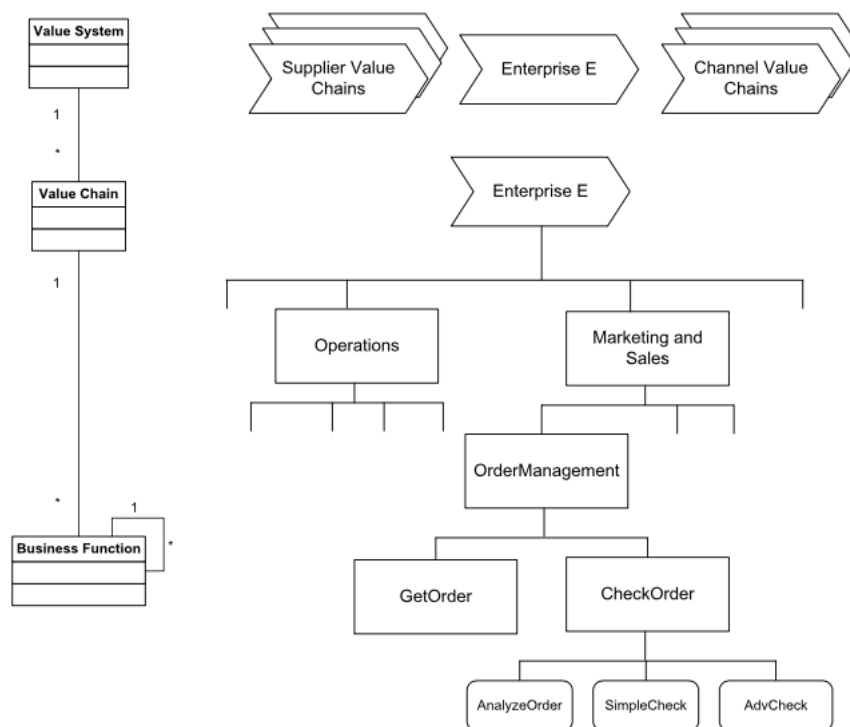 Value System
Supplier Value
Chains
Enterprise E
Channel Value
Chains
1
*
Value Chain
Enterprise E
1
Operations
Marketing and
Sales
OrderManagement
*
1
Business Function
*
GetOrder
CheckOrder
AnalyzeOrder
SimpleCheck
AdvCheck